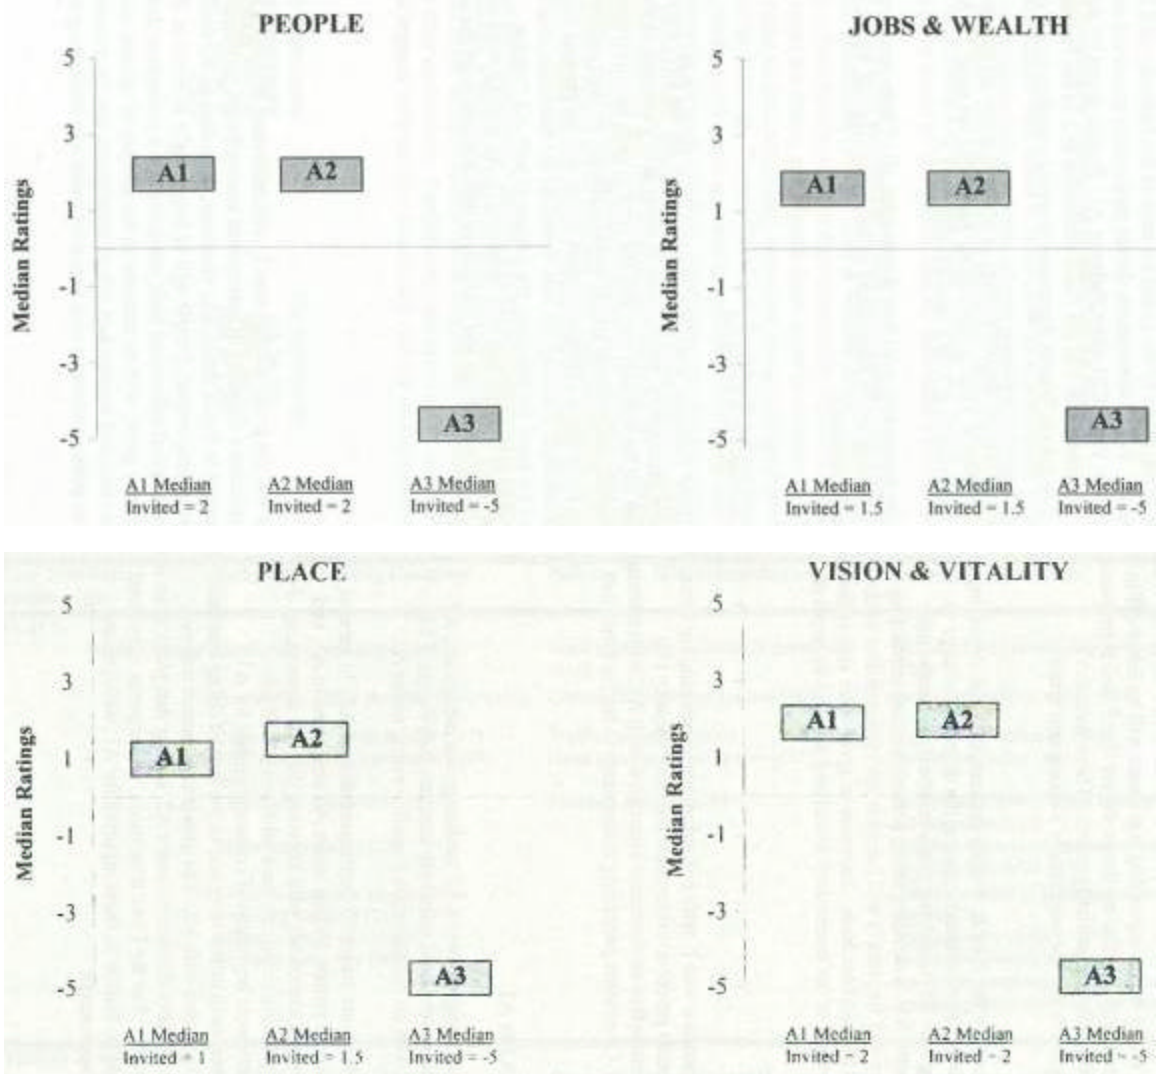 PEOPLE
Median Ratings
5
3
1
-1
-3
-5
A1
A2
A3
A1 Median
Invited = 2
A2 Median
Invited = 2
A3 Median
Invited = -5
JOBS & WEALTH
Median Ratings
5
3
1
-1
-3
-5
A1
A2
A3
A1 Median
Invited = 1.5
A2 Median
Invited = 1.5
A3 Median
Invited = -5
PLACE
Median Ratings
5
3
1
-1
-3
-5
A1
A2
A3
A1 Median
Invited = 1
A2 Median
Invited = 1.5
A3 Median
Invited = -5
VISION & VITALITY
Median Ratings
5
3
1
-1
-3
-5
A1
A2
A3
A1 Median
Invited = 2
A2 Median
Invited = 2
A3 Median
Invited = -5